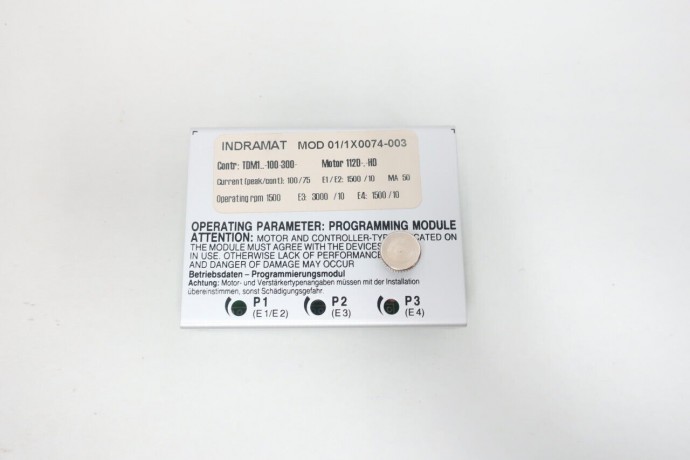 INDRAMAT MOD 01/1X0074-003
Contr: TDM1..-100-300- Motor 112D-.-HD
Current (peak/cont): 100/75 E1/E2: 1500 /10 MA 50
Operating rpm 1500 E3: 3000 /10 E4: 1500 /10
OPERATING PARAMETER: PROGRAMMING MODULE
ATTENTION: MOTOR AND CONTROLLER-TYP ICATED ON
THE MODULE MUST AGREE WITH THE DEVICES
IN USE. OTHERWISE LACK OF PERFORMANCE
AND DANGER OF DAMAGE MAY OCCUR
Betriebsdaten – Programmierungsmodul
Achtung: Motor- und Verstärkertypenangaben müssen mit der Installation
übereinstimmen, sonst Schädigungsgefahr.
P1 P2 P3
(E1/E2) (E3) (E4)